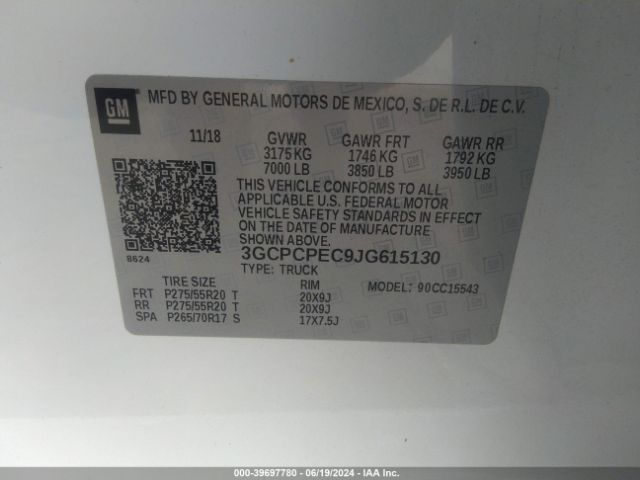 GM
MFD BY GENERAL MOTORS DE MEXICO, S. DE R.L. DE C.V.
11/18 GVWR GAWR FRT GAWR RR
3175 KG 1746 KG 1792 KG
7000 LB 3850 LB 3950 LB
THIS VEHICLE CONFORMS TO ALL
APPLICABLE U.S. FEDERAL MOTOR
VEHICLE SAFETY STANDARDS IN EFFECT
ON THE DATE OF MANUFACTURE
SHOWN ABOVE.
8624
3GCPCPEC9JG615130
TYPE: TRUCK
TIRE SIZE RIM MODEL: 90CC15543
FRT P275/55R20 T 20X9J
RR P275/55R20 T 20X9J
SPA P265/70R17 S 17X7.5J
000-39697780 - 06/19/2024 - IAA Inc.